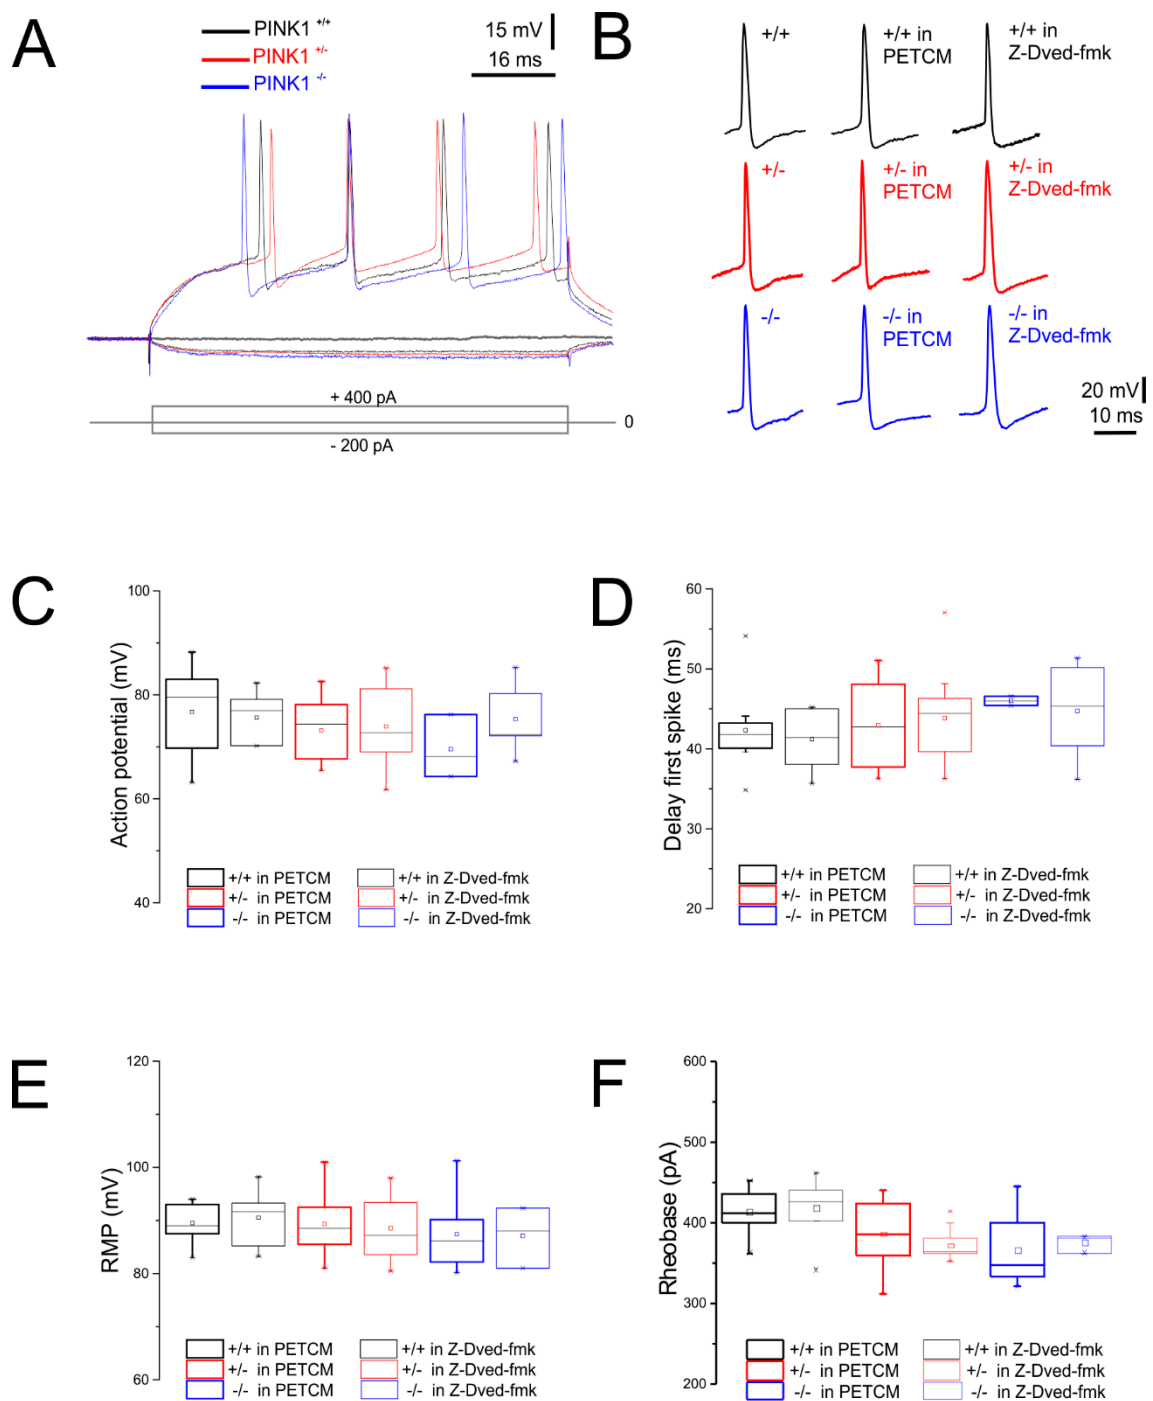 A
PINK1 +/+
PINK1 +/-
PINK1 -/-
15 mV
16 ms
+ 400 pA
0
- 200 pA
B
+/+
+/+ in
PETCM
+/+ in
Z-Dved-fmk
+/-
+/- in
PETCM
+/- in
Z-Dved-fmk
-/-
-/- in
PETCM
-/- in
Z-Dved-fmk
20 mV
10 ms
C
Action potential (mV)
100
80
60
40
+/+ in PETCM
+/+ in Z-Dved-fmk
+/- in PETCM
+/- in Z-Dved-fmk
-/- in PETCM
-/- in Z-Dved-fmk
D
Delay first spike (ms)
60
50
40
30
20
+/+ in PETCM
+/+ in Z-Dved-fmk
+/- in PETCM
+/- in Z-Dved-fmk
-/- in PETCM
-/- in Z-Dved-fmk
E
RMP (mV)
120
100
80
60
+/+ in PETCM
+/+ in Z-Dved-fmk
+/- in PETCM
+/- in Z-Dved-fmk
-/- in PETCM
-/- in Z-Dved-fmk
F
Rheobase (pA)
600
500
400
300
200
+/+ in PETCM
+/+ in Z-Dved-fmk
+/- in PETCM
+/- in Z-Dved-fmk
-/- in PETCM
-/- in Z-Dved-fmk